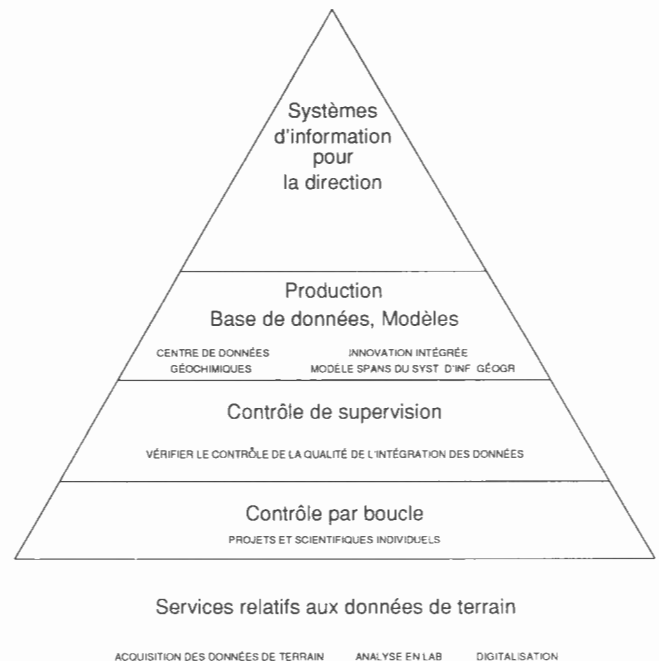 Systèmes
d'information
pour
la direction
Production
Base de données, Modèles
CENTRE DE DONNÉES INNOVATION INTÉGRÉE
GÉOCHIMIQUES MODÈLE SPANS DU SYST D'INF GÉOGR
Contrôle de supervision
VÉRIFIER LE CONTRÔLE DE LA QUALITÉ DE L'INTÉGRATION DES DONNÉES
Contrôle par boucle
PROJETS ET SCIENTIFIQUES INDIVIDUELS
Services relatifs aux données de terrain
ACQUISITION DES DONNÉES DE TERRAIN ANALYSE EN LAB DIGITALISATION